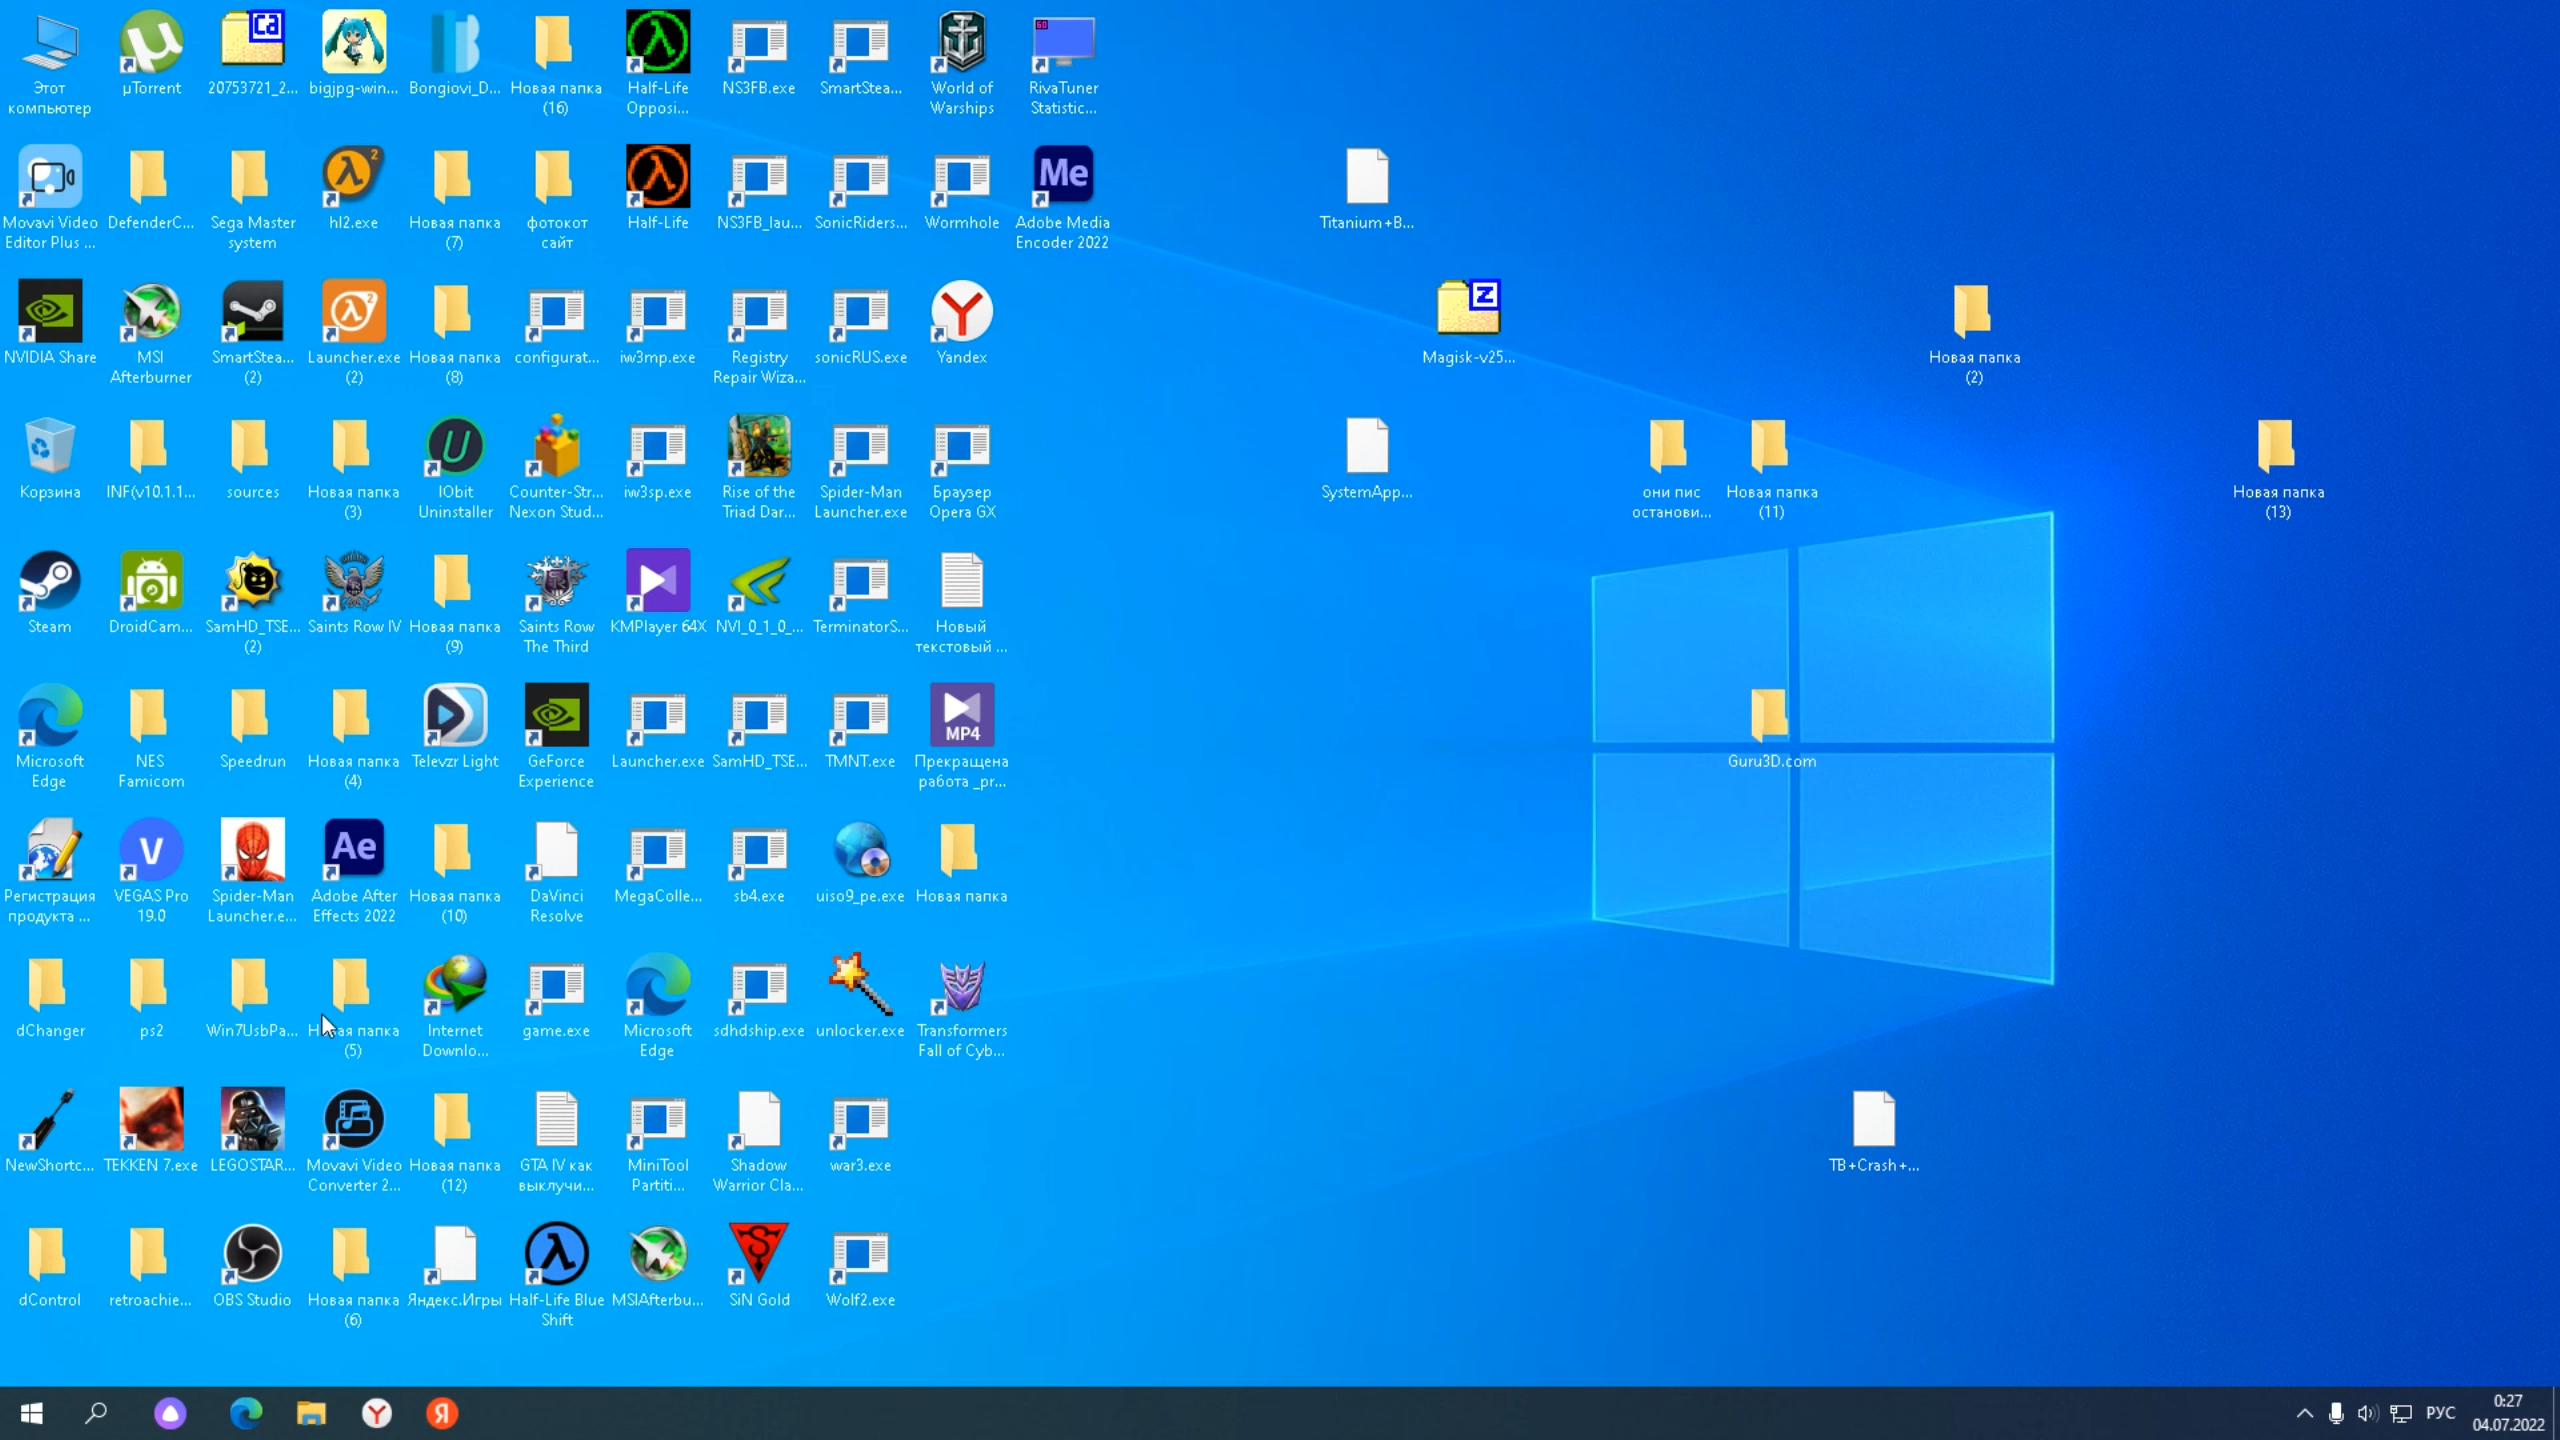 Этот
компьютер
µTorrent
Ca
20753721_2...
bigjpg-win...
Bongiovi_D...
Новая папка
(16)
Half-Life
Opposi...
NS3FB.exe
SmartStea...
World of
Warships
60
RivaTuner
Statistic...
Movavi Video
Editor Plus ...
DefenderC...
Sega Master
system
2
hl2.exe
Новая папка
(7)
фотокот
сайт
Half-Life
NS3FB_lau...
SonicRiders...
Wormhole
Me
Adobe Media
Encoder 2022
Titanium+B...
NVIDIA Share
MSI
Afterburner
SmartStea...
(2)
2
Launcher.exe
(2)
Новая папка
(8)
configurat...
iw3mp.exe
Registry
Repair Wiza...
sonicRUS.exe
Y
Yandex
Z
Magisk-v25...
Новая папка
(2)
Корзина
INF(v10.1.1...
sources
Новая папка
(3)
U
IObit
Uninstaller
Counter-Str...
Nexon Stud...
iw3sp.exe
Rise of the
Triad Dar...
Spider-Man
Launcher.exe
Браузер
Opera GX
SystemApp...
они пис
останови...
Новая папка
(11)
Новая папка
(13)
Steam
DroidCam...
SamHD_TSE...
(2)
Saints Row IV
Новая папка
(9)
Saints Row
The Third
KMPlayer 64X
NVI_0_1_0_...
TerminatorS...
Новый
текстовый ...
Microsoft
Edge
NES
Famicom
Speedrun
Новая папка
(4)
Televzr Light
GeForce
Experience
Launcher.exe
SamHD_TSE...
TMNT.exe
MP4
Прекращена
работа _pr...
Guru3D.com
Регистрация
продукта ...
V
VEGAS Pro
19.0
Spider-Man
Launcher.e...
Ae
Adobe After
Effects 2022
Новая папка
(10)
DaVinci
Resolve
MegaColle...
sb4.exe
uiso9_pe.exe
Новая папка
dChanger
ps2
Win7UsbPa...
Новая папка
(5)
Internet
Downlo...
game.exe
Microsoft
Edge
sdhdship.exe
unlocker.exe
Transformers
Fall of Cyb...
NewShortc...
TEKKEN 7.exe
LEGOSTAR...
Movavi Video
Converter 2...
Новая папка
(12)
GTA IV как
выключи...
MiniTool
Partiti...
Shadow
Warrior Cla...
war3.exe
TB+Crash+...
dControl
retroachie...
OBS Studio
Новая папка
(6)
Яндекс.Игры
Half-Life Blue
Shift
MSIAfterbu...
SiN Gold
Wolf2.exe
Y
Я
РУС
0:27
04.07.2022